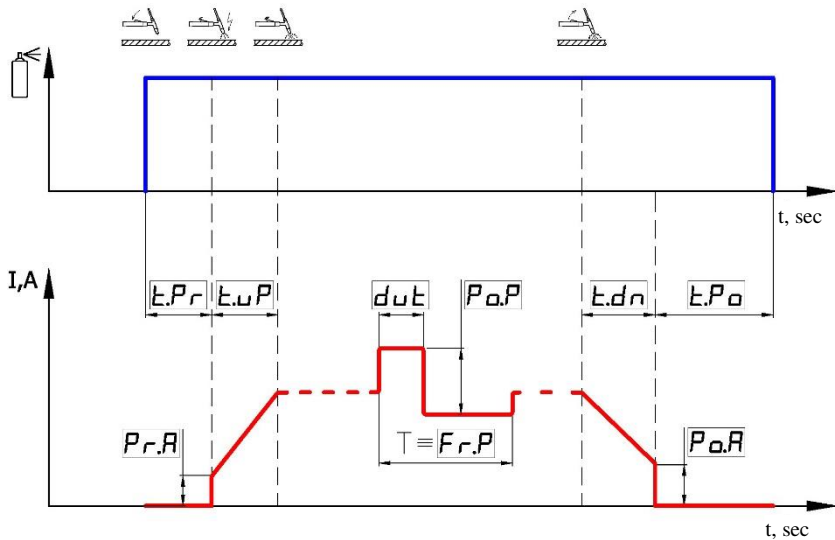 t, sec
I,A
t.Pr
t.uP
dut
Po.P
t.dn
t.Po
Pr.A
T ≡ Fr.P
Po.A
t, sec